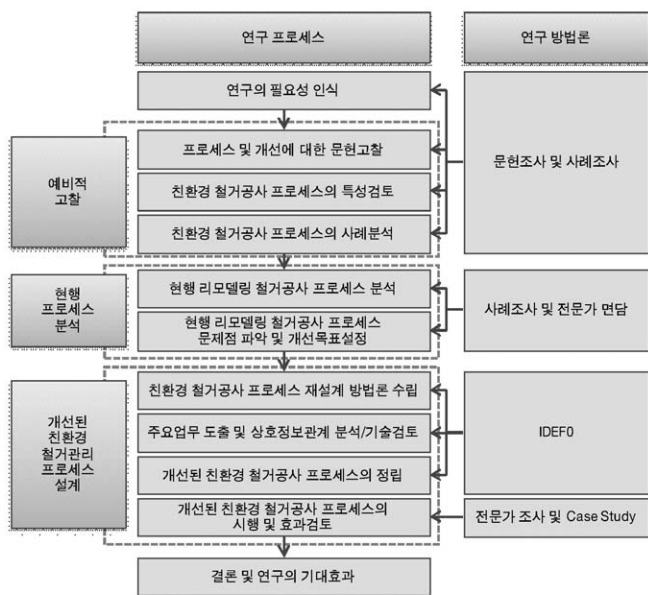 연구 프로세스
연구 방법론
연구의 필요성 인식
예비적
고찰
프로세스 및 개선에 대한 문헌고찰
친환경 철거공사 프로세스의 특성검토
친환경 철거공사 프로세스의 사례분석
문헌조사 및 사례조사
현행
프로세스
분석
현행 리모델링 철거공사 프로세스 분석
현행 리모델링 철거공사 프로세스
문제점 파악 및 개선목표설정
사례조사 및 전문가 면담
개선된
친환경
철거관리
프로세스
설계
친환경 철거공사 프로세스 재설계 방법론 수립
주요업무 도출 및 상호정보관계 분석/기술검토
개선된 친환경 철거공사 프로세스의 정립
개선된 친환경 철거공사 프로세스의
시행 및 효과검토
IDEF0
전문가 조사 및 Case Study
결론 및 연구의 기대효과